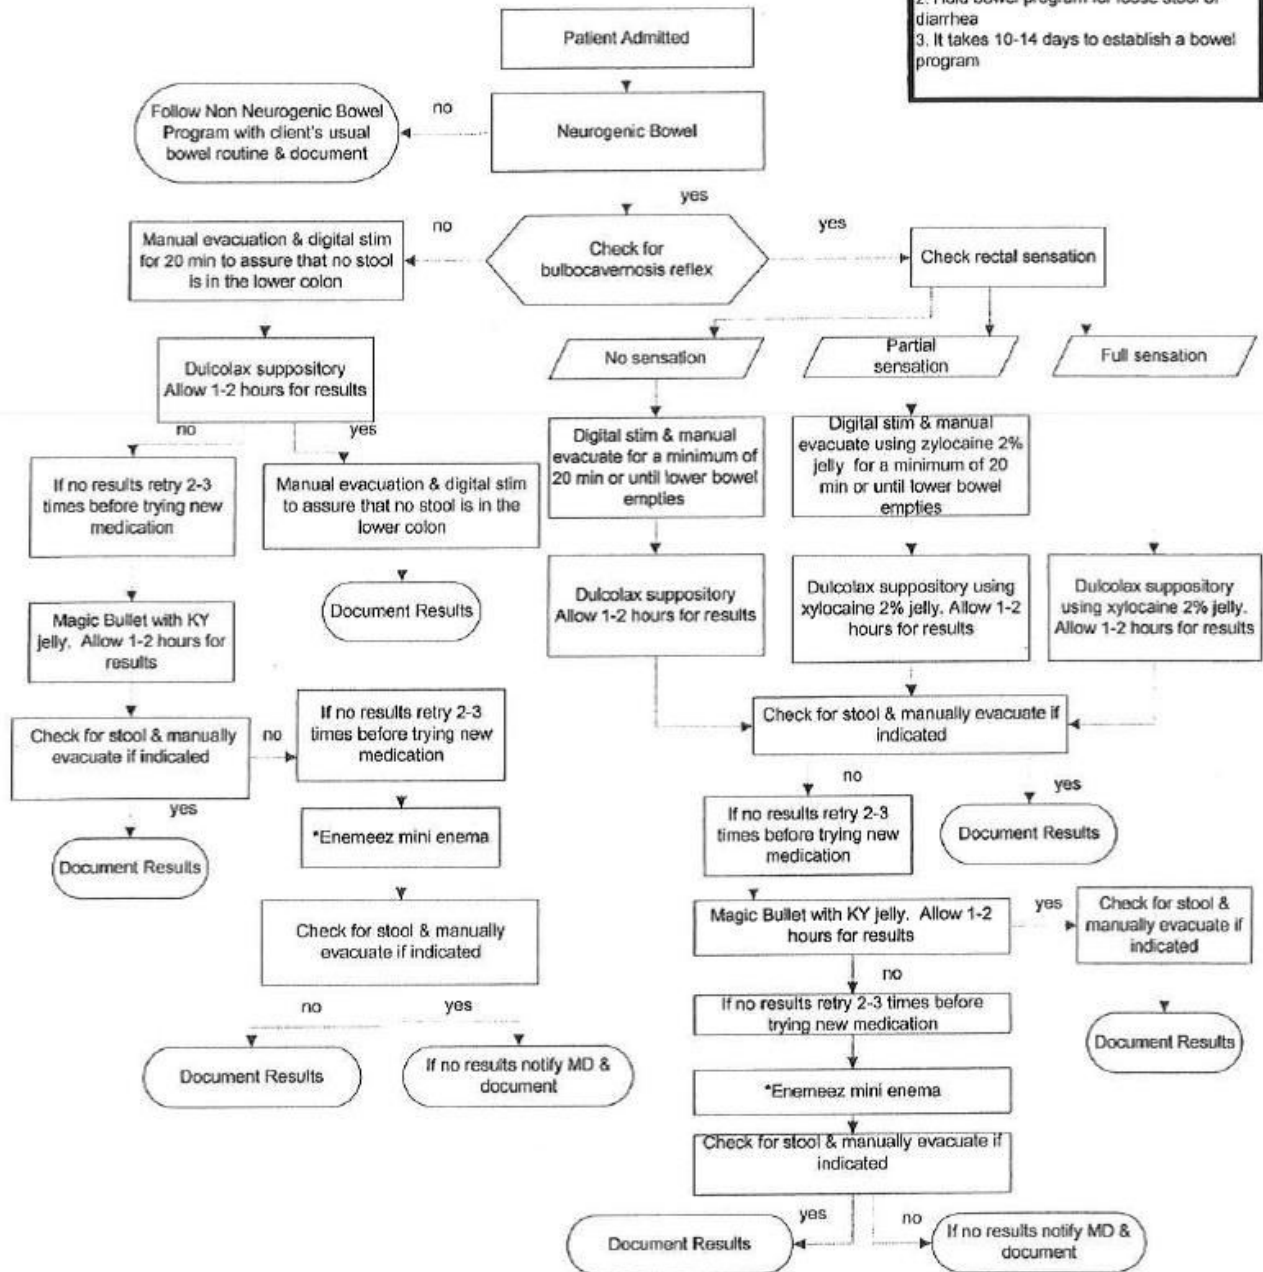 2. Hold bowel program for loose stool or
diarrhea
3. It takes 10-14 days to establish a bowel
program
Patient Admitted
Follow Non Neurogenic Bowel
Program with client's usual
bowel routine & document
no
Neurogenic Bowel
yes
Manual evacuation & digital stim
for 20 min to assure that no stool
is in the lower colon
no
Check for
bulbocavernosis reflex
yes
Check rectal sensation
Dulcolax suppository
Allow 1-2 hours for results
No sensation
Partial
sensation
Full sensation
no
yes
If no results retry 2-3
times before trying new
medication
Manual evacuation & digital stim
to assure that no stool is in the
lower colon
Digital stim & manual
evacuate for a minimum of
20 min or until lower bowel
empties
Digital stim & manual
evacuate using zylocaine 2%
jelly for a minimum of 20
min or until lower bowel
empties
Document Results
Dulcolax suppository
Allow 1-2 hours for results
Dulcolax suppository using
xylocaine 2% jelly. Allow 1-2
hours for results
Dulcolax suppository
using xylocaine 2% jelly.
Allow 1-2 hours for results
Magic Bullet with KY
jelly. Allow 1-2 hours for
results
Check for stool & manually
evacuate if indicated
no
If no results retry 2-3
times before trying new
medication
Check for stool & manually evacuate if
indicated
yes
Document Results
*Enemeez mini enema
no
yes
If no results retry 2-3
times before trying new
medication
Document Results
Check for stool & manually
evacuate if indicated
Magic Bullet with KY jelly. Allow 1-2
hours for results
yes
Check for stool &
manually evacuate if
indicated
no
yes
Document Results
If no results notify MD &
document
no
If no results retry 2-3 times before
trying new medication
Document Results
*Enemeez mini enema
Check for stool & manually evacuate if
indicated
yes
no
Document Results
If no results notify MD &
document